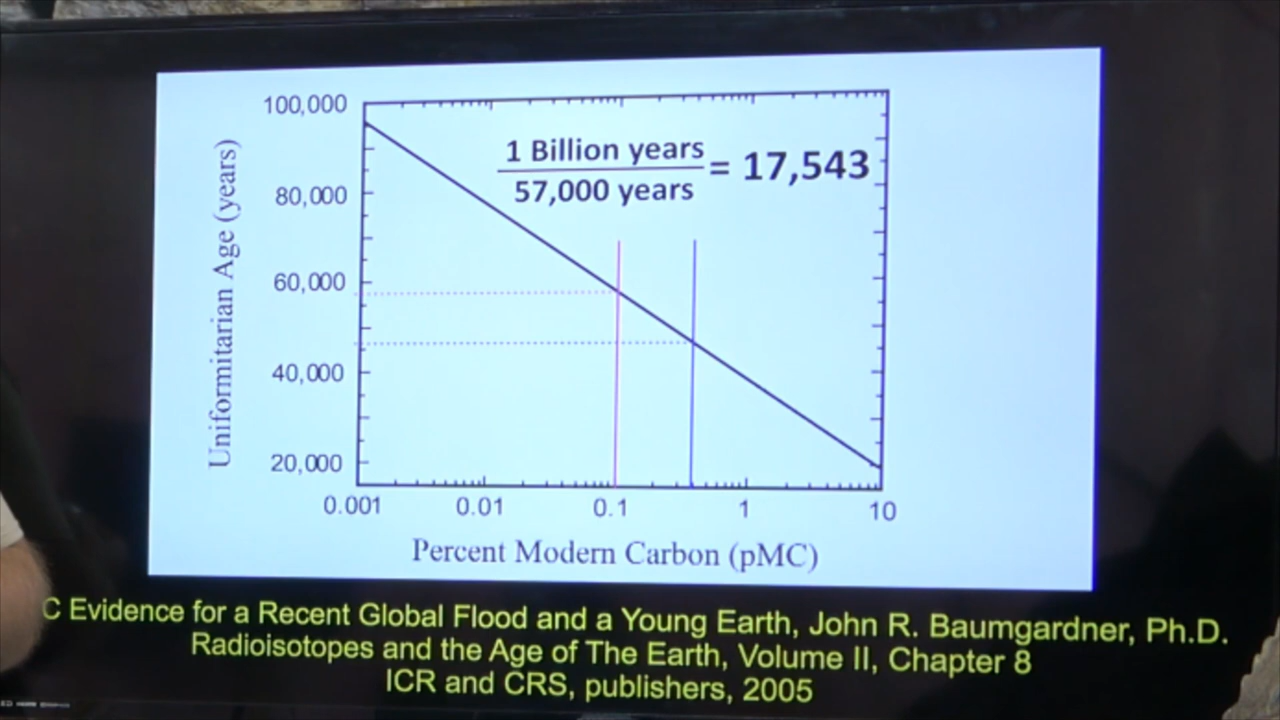 100,000
80,000
60,000
40,000
20,000
Uniformitarian Age (years)
1 Billion years
57,000 years
= 17,543
0.001 0.01 0.1 1 10
Percent Modern Carbon (pMC)
C Evidence for a Recent Global Flood and a Young Earth, John R. Baumgardner, Ph.D.
Radioisotopes and the Age of The Earth, Volume II, Chapter 8
ICR and CRS, publishers, 2005